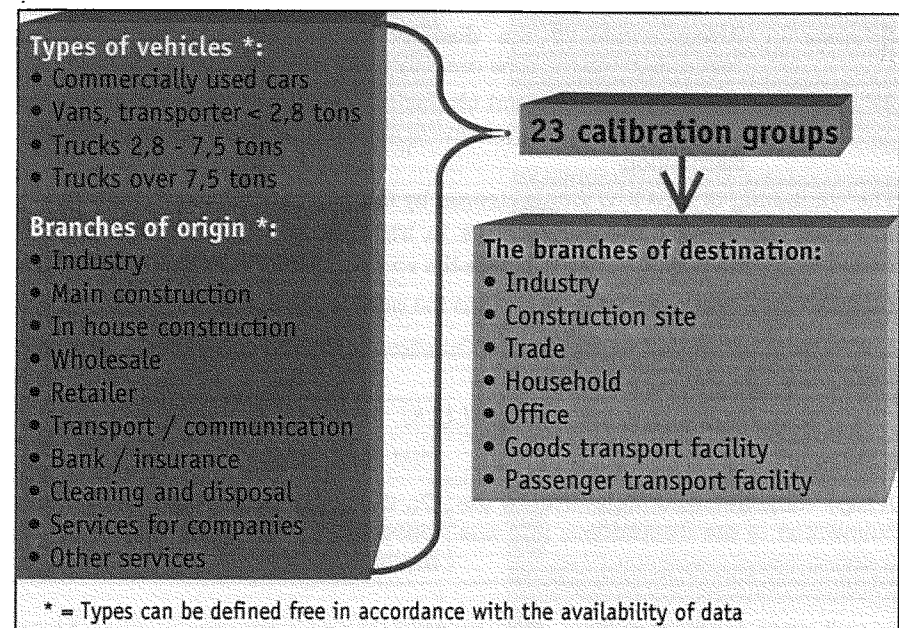 Types of vehicles *:
• Commercially used cars
• Vans, transporter < 2,8 tons
• Trucks 2,8 - 7,5 tons
• Trucks over 7,5 tons
Branches of origin *:
• Industry
• Main construction
• In house construction
• Wholesale
• Retailer
• Transport / communication
• Bank / insurance
• Cleaning and disposal
• Services for companies
• Other services
23 calibration groups
The branches of destination:
• Industry
• Construction site
• Trade
• Household
• Office
• Goods transport facility
• Passenger transport facility
* = Types can be defined free in accordance with the availability of data